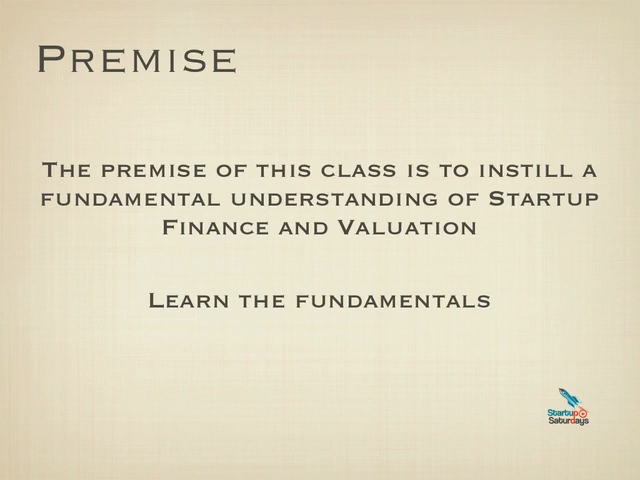 Premise
The premise of this class is to instill a
fundamental understanding of Startup
Finance and Valuation
Learn the fundamentals
Startup
Saturdays